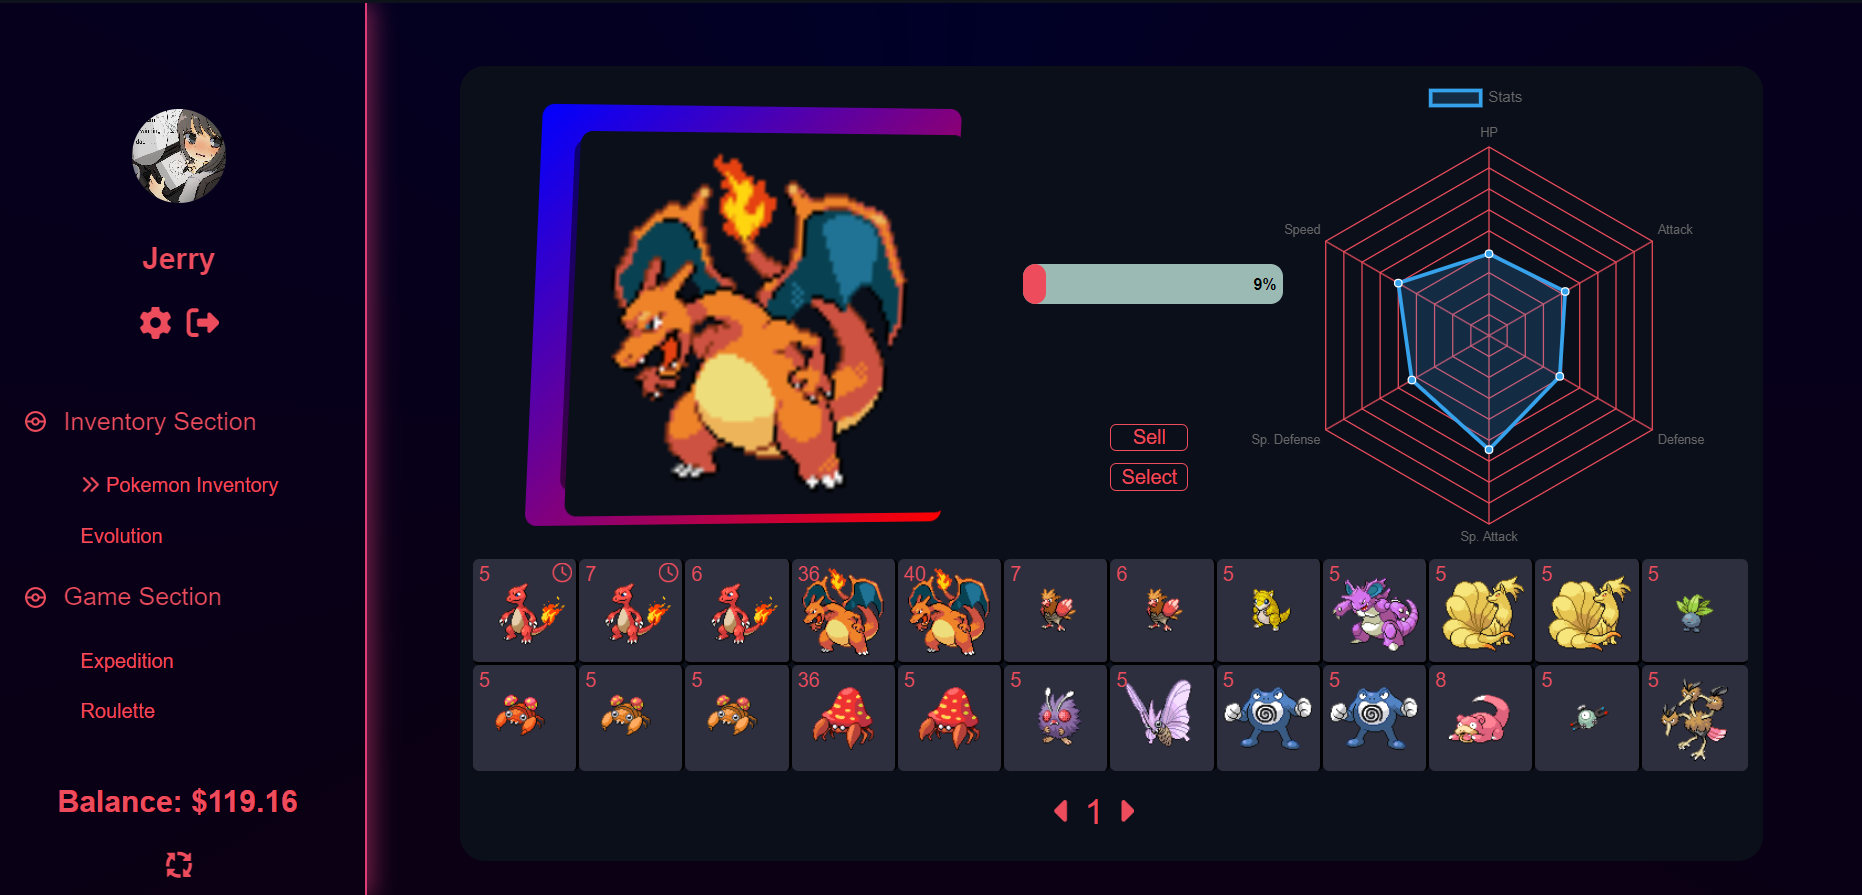 Jerry
Inventory Section
Pokemon Inventory
Evolution
Game Section
Expedition
Roulette
Balance: $119.16
9%
Sell
Select
Stats
HP
Attack
Defense
Sp. Attack
Sp. Defense
Speed
5 7 6 36 40 7 6 5 5 5 5 5
5 5 5 36 5 5 5 5 5 8 5 5
1